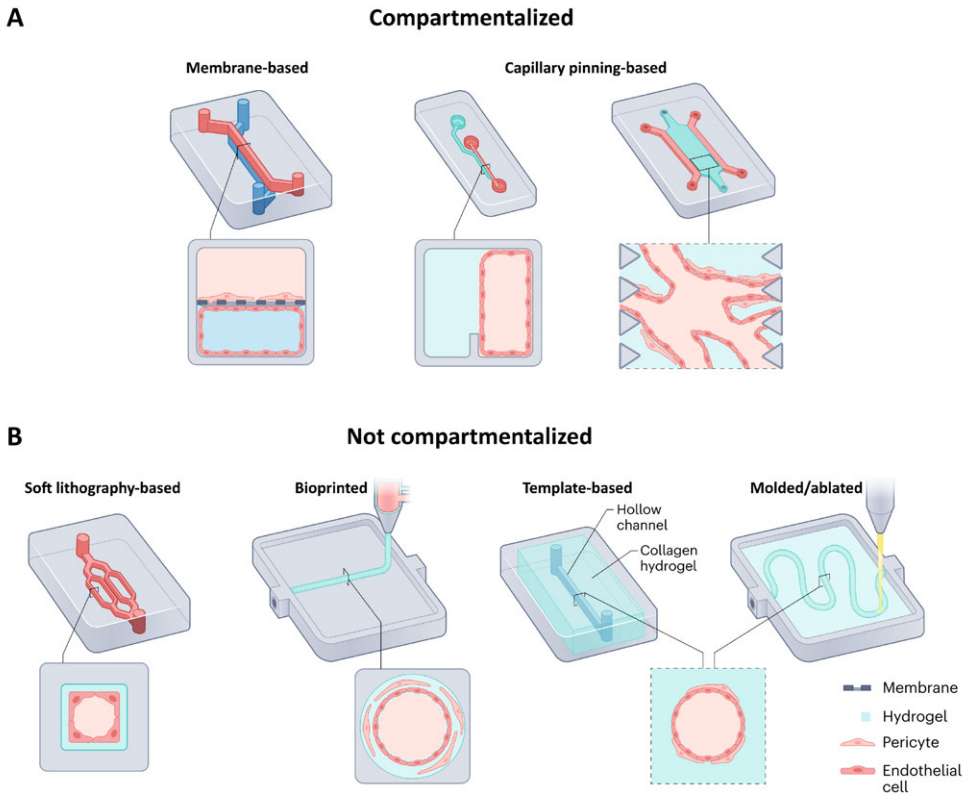 A
Compartmentalized
Membrane-based
Capillary pinning-based
B
Not compartmentalized
Soft lithography-based
Bioprinted
Template-based
Molded/ablated
Hollow
channel
Collagen
hydrogel
Membrane
Hydrogel
Pericyte
Endothelial
cell